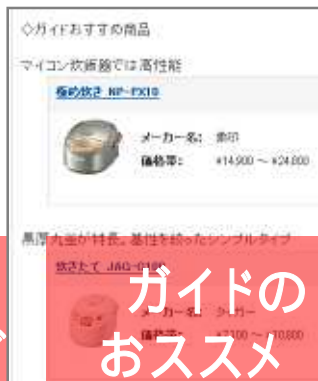 ◇ガイドおすすめの商品
マイコン炊飯器では高性能
極め炊き NP-FX10
メーカー名: 象印
価格帯: ¥14,900 ～ ¥24,800
黒厚丸釜が特長。基性を絞ったシンプルタイプ
炊きたて
メーカー名: タイガー
価格帯:
ガイドの
おススメ